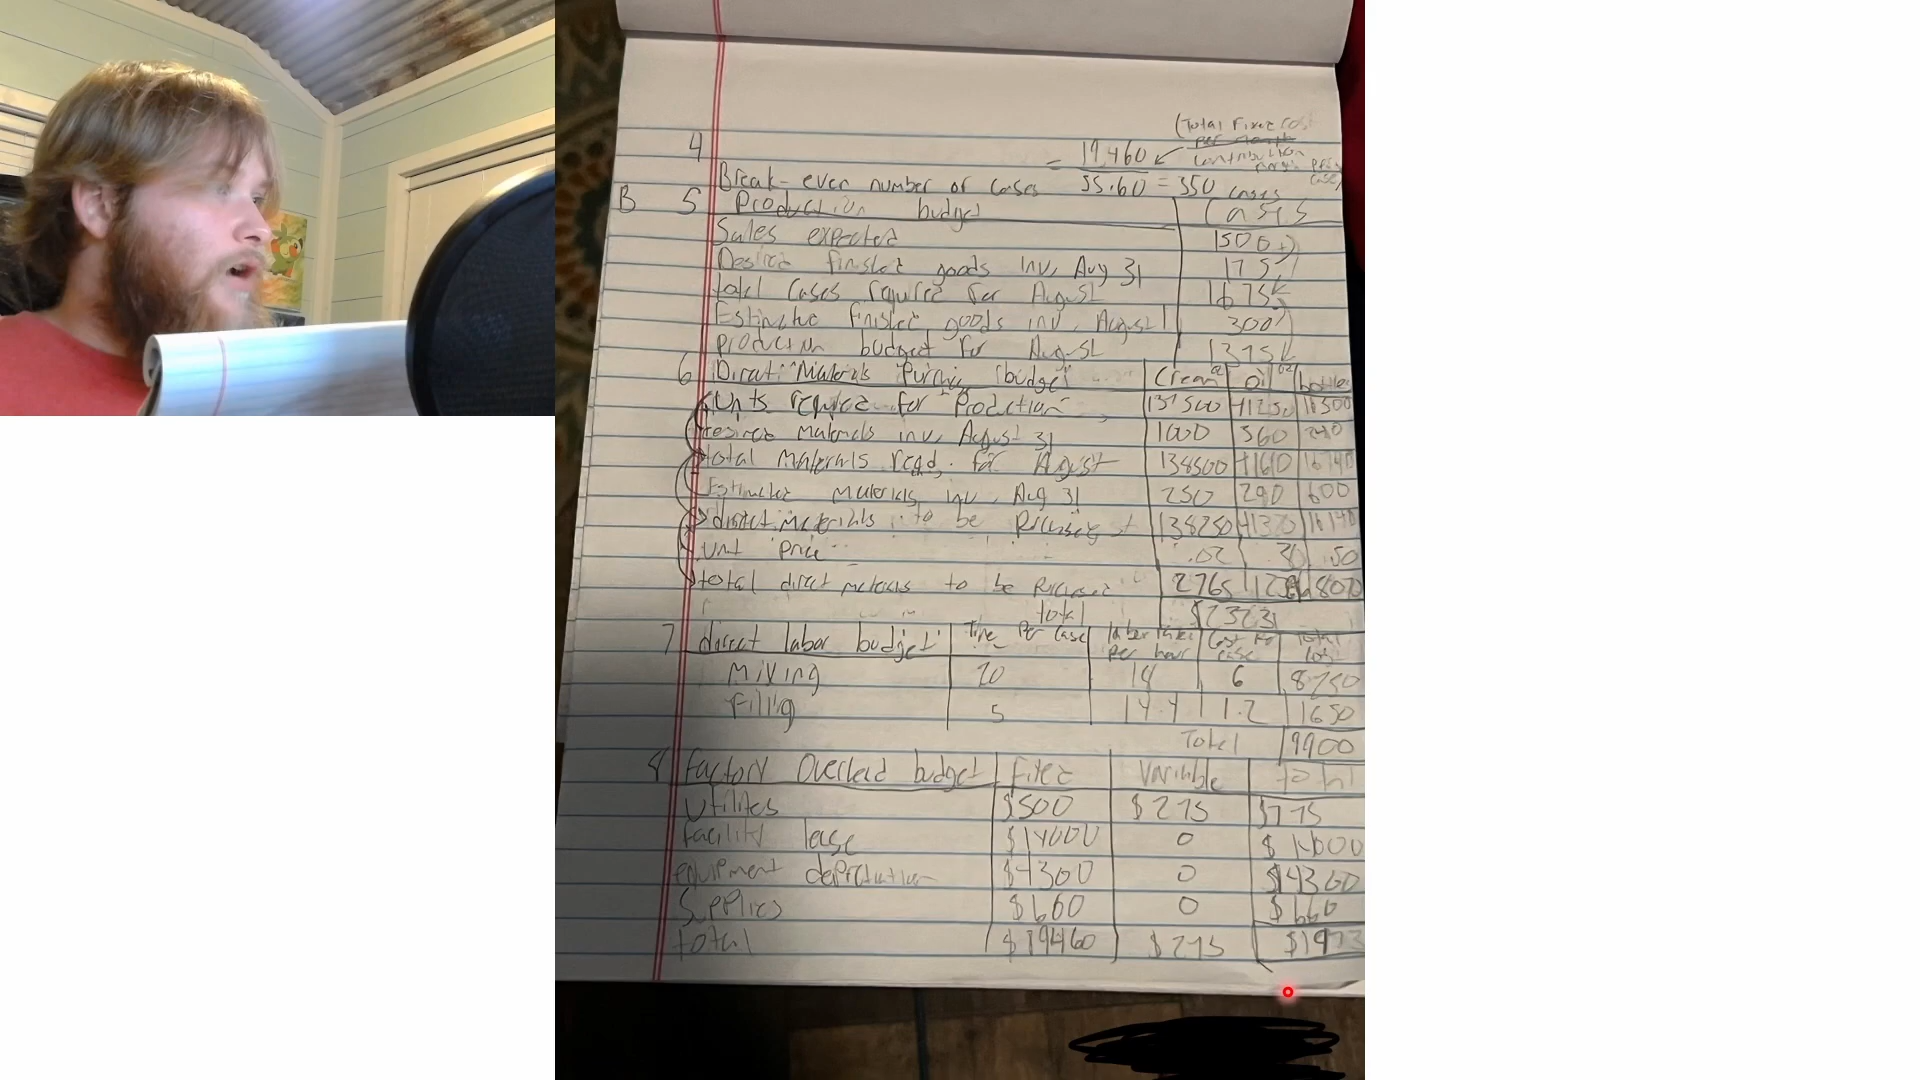 (Total Fixed cos
per month
4 - 19,460 ↙ Contribution
Break-even number of cases 55.60 = 350 cases
B 5 Production budget Cases
Sales expected 1500
Desired finished goods inv, Aug 31 175
total cases required for August 1675
Estimated finished goods inv. August 1 300
production budget for August 1375
6 Direct Materials Purch budget Cream oil bottles
Units required for Production 137500 41250 16500
desired materials inv, August 31 1000 360 240
total materials reqd. for August 138500 41610 16740
Estimated materials inv. Aug 31 250 290 600
direct materials to be 138250 41320 16140
unit price .02 .30 .50
total direct materials to be 2765 8070
total
7 direct labor budget Time Per Case labor rate per hour Cost Per case total
Mixing 20 18 6 8250
Filling 5 14.4 1.2 1650
Total 9900
8 factory Overhead budget fixed Variable total
Utilites $500 $275 $775
facility lease $14000 0 $14000
equipment $4300 0 $4300
Supplies $660 0 $660
total $19460 $275